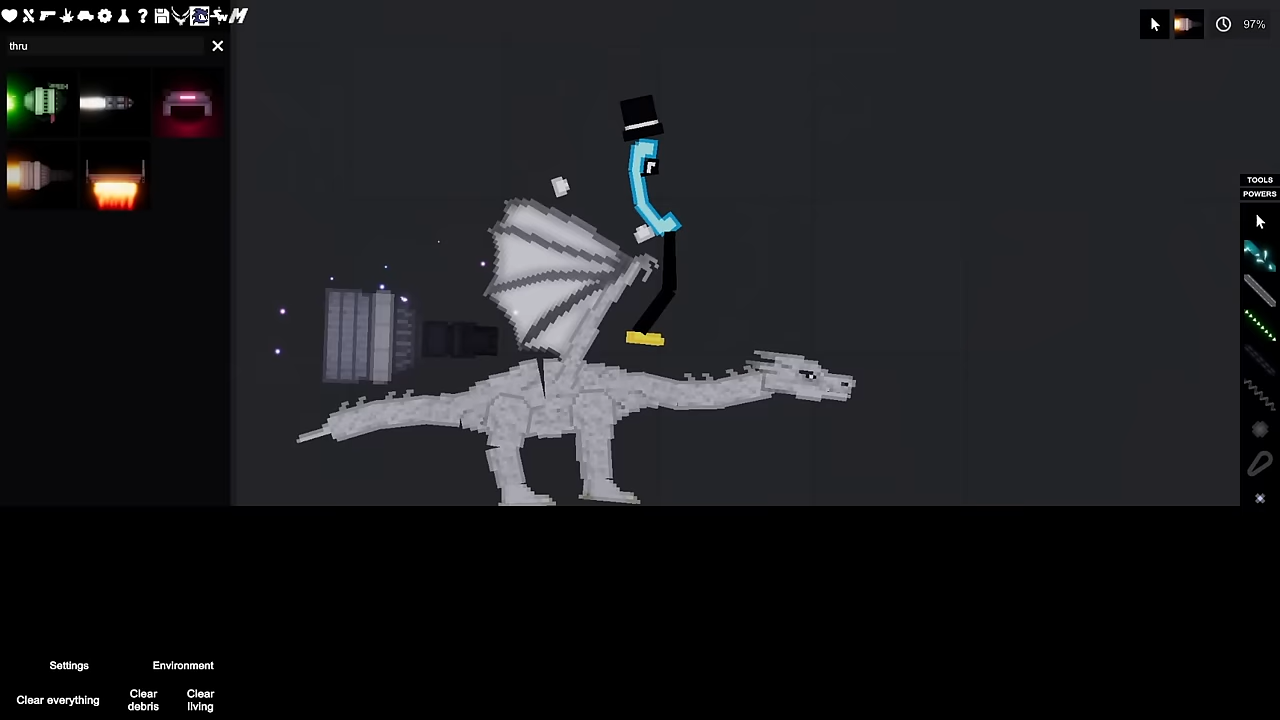 thru
97%
TOOLS
POWERS
Settings
Environment
Clear everything
Clear
debris
Clear
living